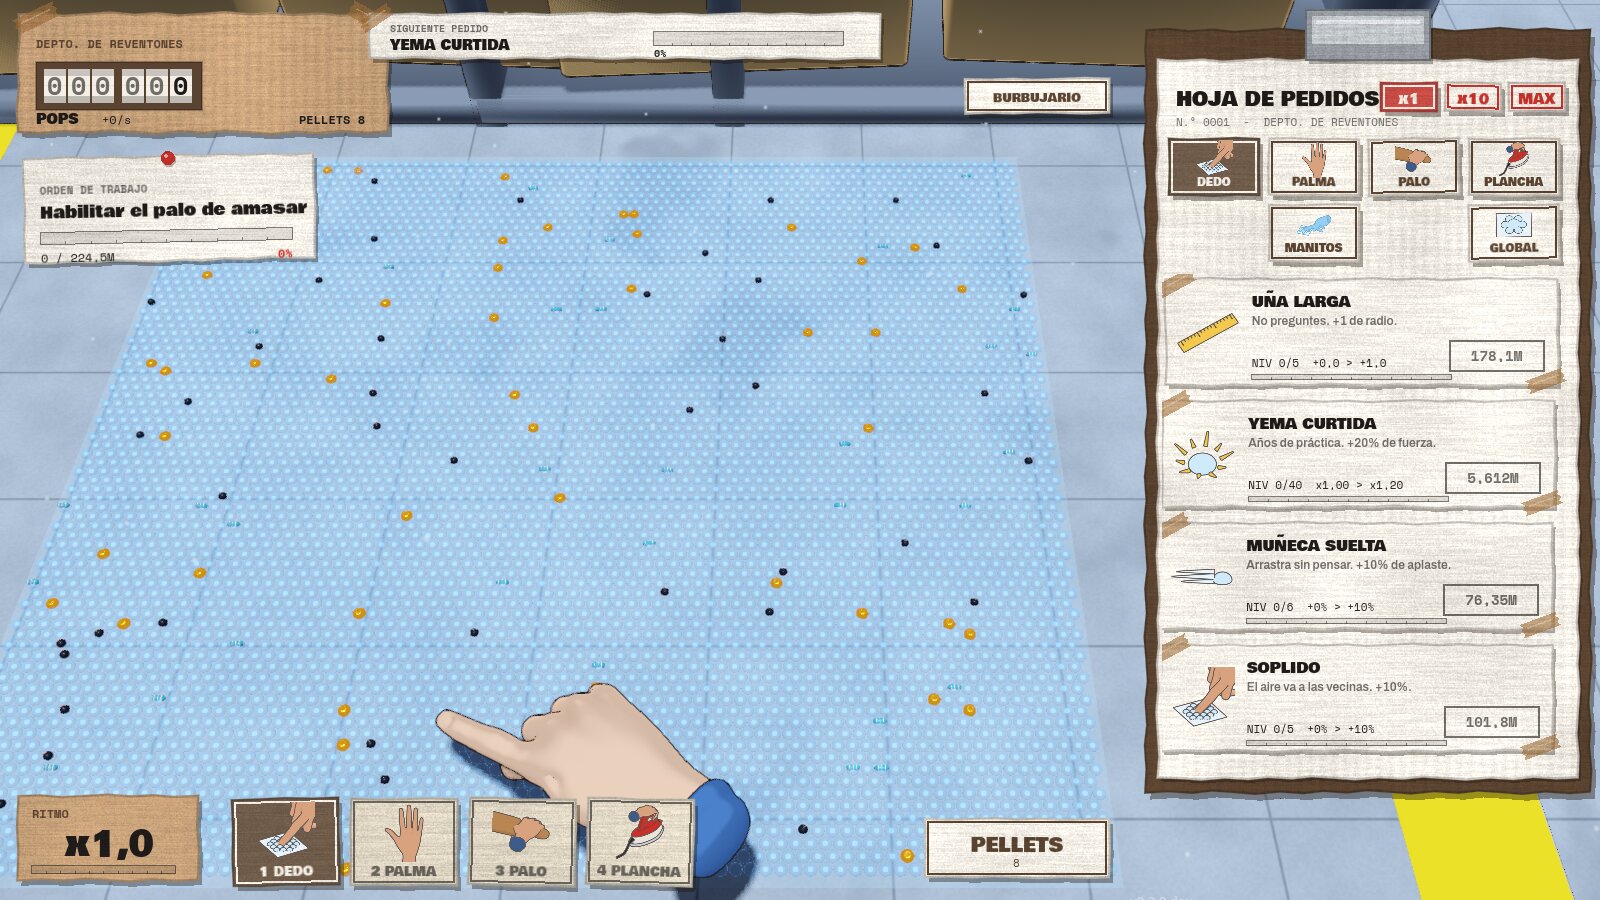 DEPTO. DE REVENTONES
000 000
POPS +0/s PELLETS 8
SIGUIENTE PEDIDO
YEMA CURTIDA
0%
BURBUJARIO
ORDEN DE TRABAJO
Habilitar el palo de amasar
0 / 224,5M 0%
HOJA DE PEDIDOS x1 x10 MAX
N.° 0001 - DEPTO. DE REVENTONES
DEDO PALMA PALO PLANCHA
MANITOS GLOBAL
UÑA LARGA
No preguntes. +1 de radio.
NIV 0/5 +0,0 > +1,0 178,1M
YEMA CURTIDA
Años de práctica. +20% de fuerza.
NIV 0/40 x1,00 > x1,20 5,612M
MUÑECA SUELTA
Arrastra sin pensar. +10% de aplaste.
NIV 0/6 +0% > +10% 76,35M
SOPLIDO
El aire va a las vecinas. +10%.
NIV 0/5 +0% > +10% 101,8M
RITMO
x1,0
1 DEDO 2 PALMA 3 PALO 4 PLANCHA
PELLETS
8